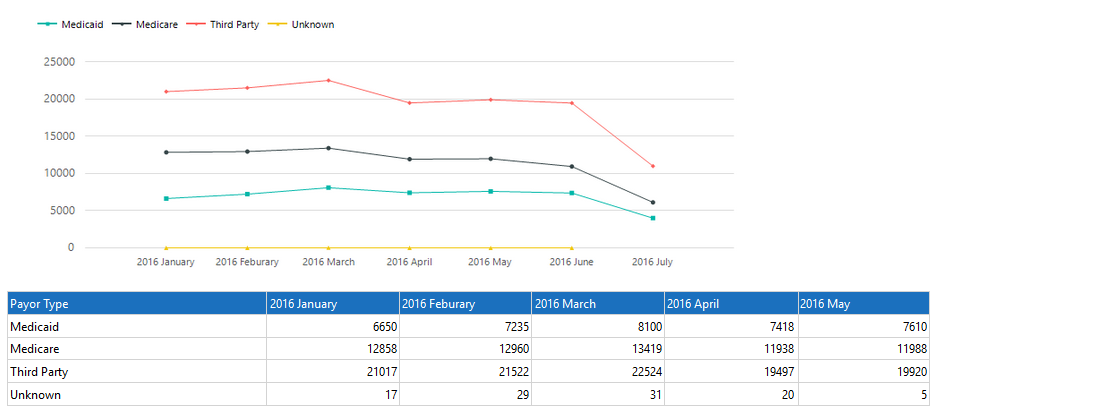 Medicaid Medicare Third Party Unknown
25000
20000
15000
10000
5000
0
2016 January 2016 Feburary 2016 March 2016 April 2016 May 2016 June 2016 July
Payor Type 2016 January 2016 Feburary 2016 March 2016 April 2016 May
Medicaid 6650 7235 8100 7418 7610
Medicare 12858 12960 13419 11938 11988
Third Party 21017 21522 22524 19497 19920
Unknown 17 29 31 20 5